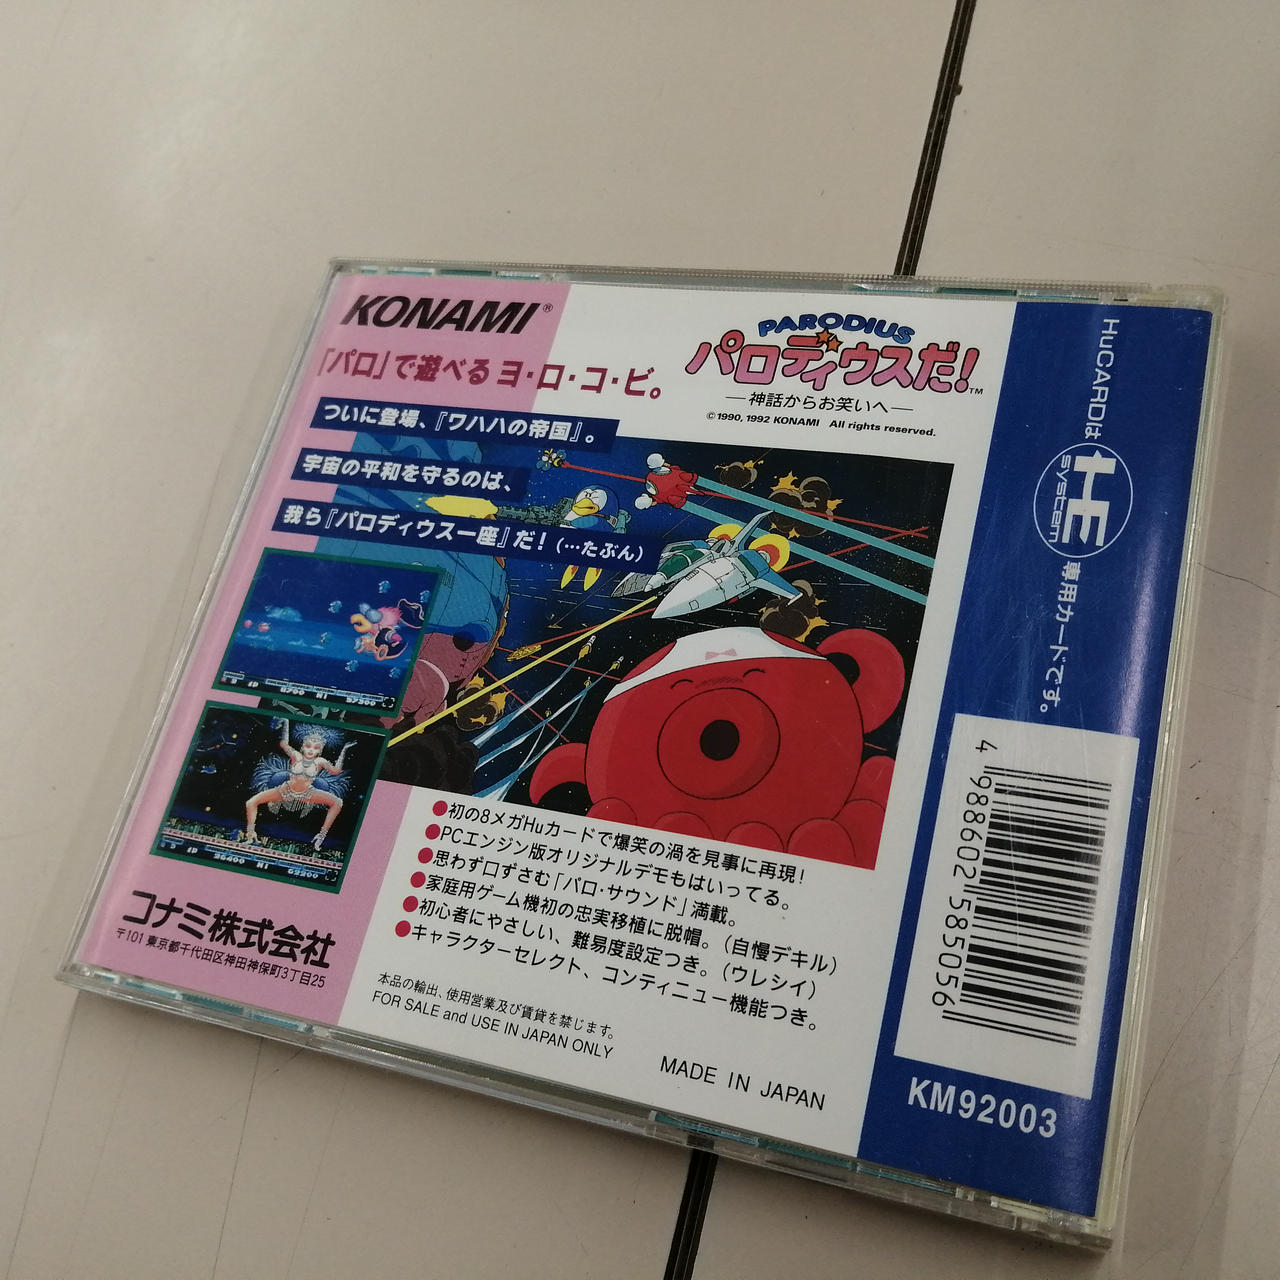 KONAMI®
「パロ」で遊べるヨ・ロ・コ・ビ。
PARODIUS
パロディウスだ!™
—神話からお笑いへ—
©1990, 1992 KONAMI All rights reserved.
ついに登場、『ワハハの帝国』。
宇宙の平和を守るのは、
我ら『パロディウス一座』だ!(…たぶん)
1P 8700 HI 57300
1P 26400 HI 62200
●初の8メガHuカードで爆笑の渦を見事に再現!
●PCエンジン版オリジナルデモもはいってる。
●思わず口ずさむ「パロ・サウンド」満載。
●家庭用ゲーム機初の忠実移植に脱帽。(自慢デキル)
●初心者にやさしい、難易度設定つき。(ウレシイ)
●キャラクターセレクト、コンティニュー機能つき。
コナミ株式会社
〒101 東京都千代田区神田神保町3丁目25
本品の輸出、使用営業及び賃貸を禁じます。
FOR SALE and USE IN JAPAN ONLY
MADE IN JAPAN
HuCARDは
HE
system
専用カードです。
4 988602 585056
KM92003